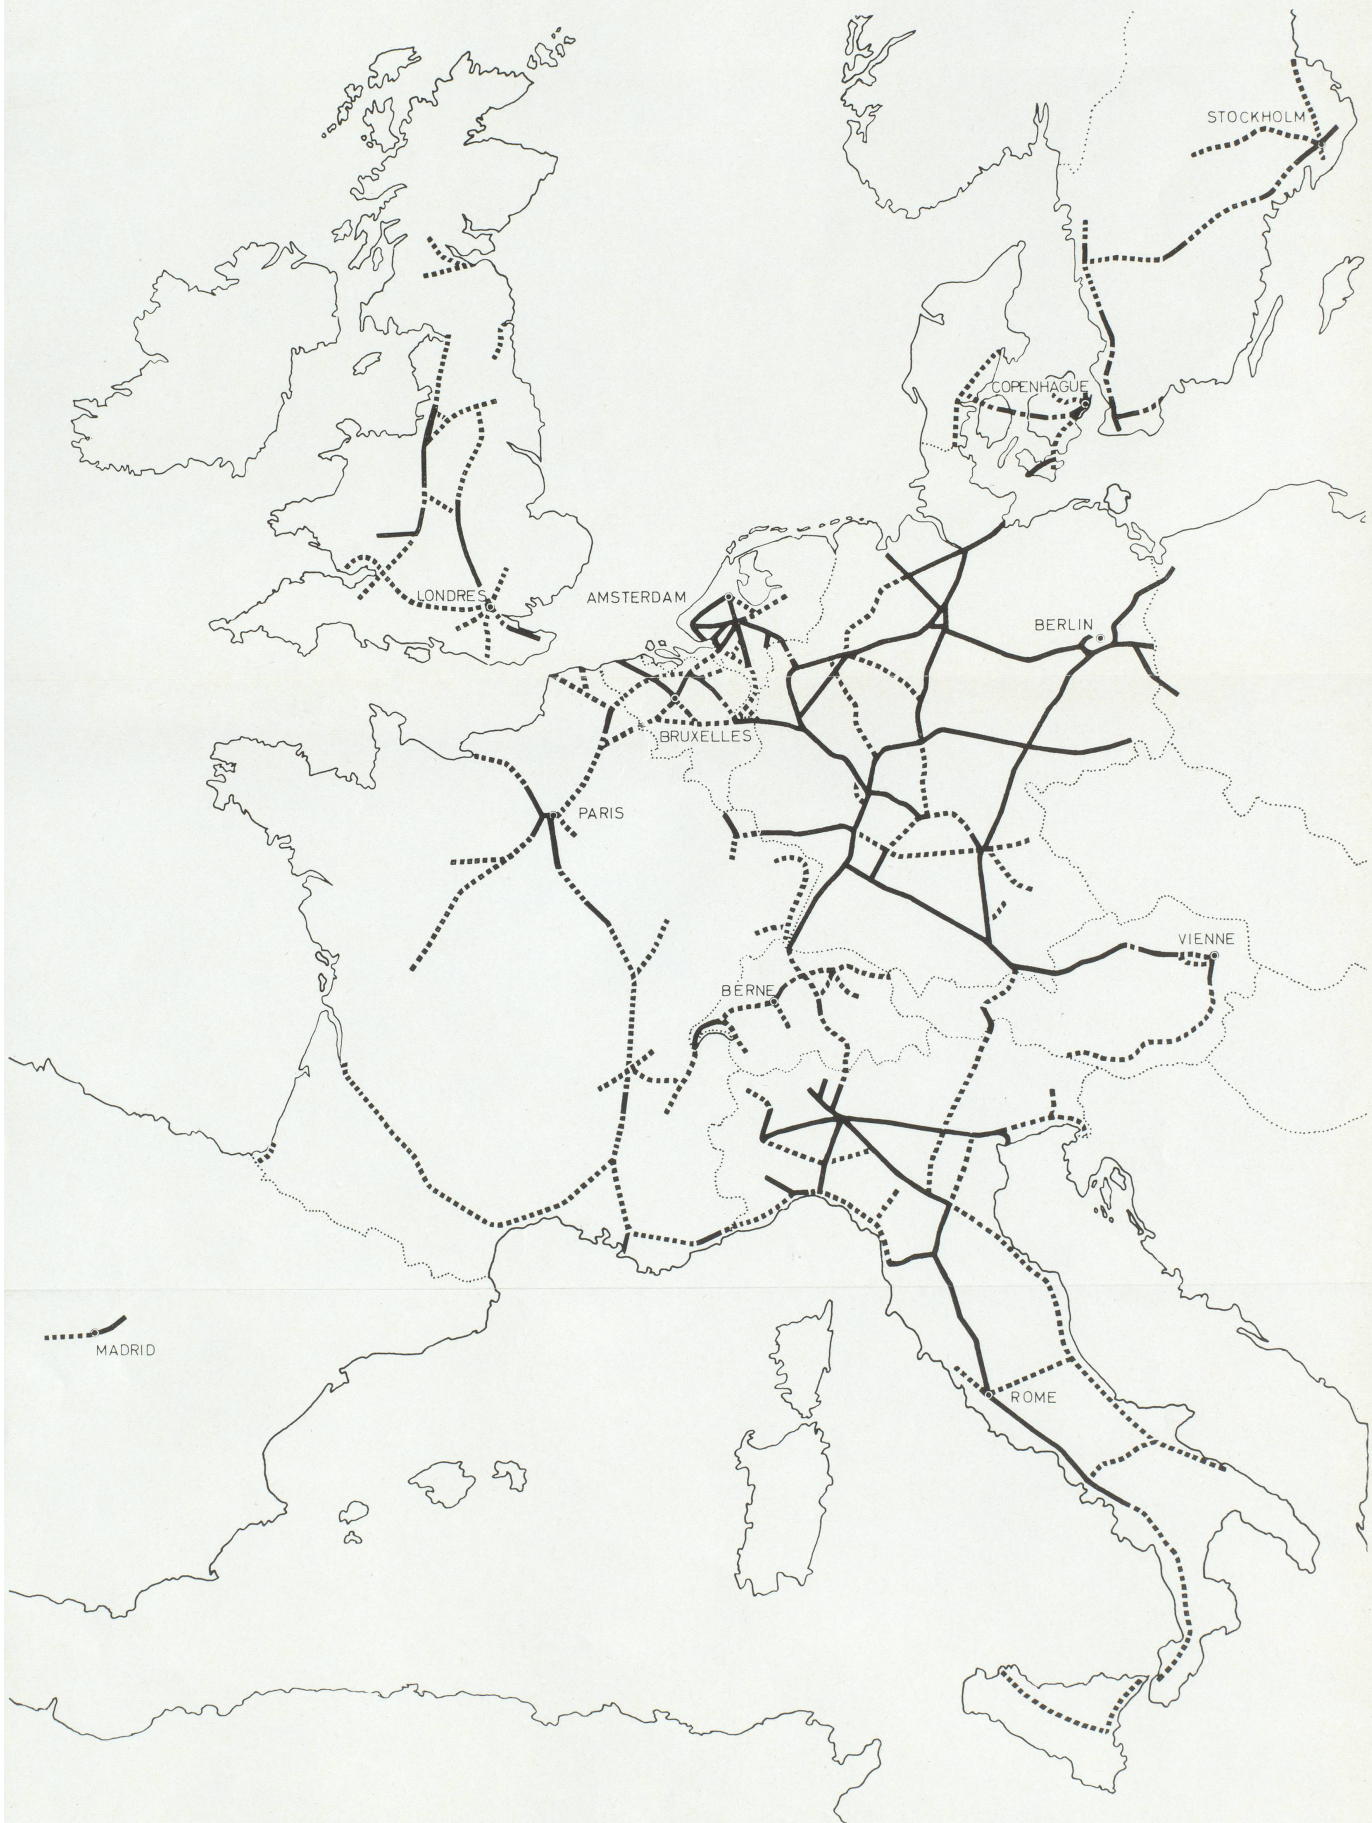 STOCKHOLM
COPENHAGUE
LONDRES
AMSTERDAM
BERLIN
BRUXELLES
PARIS
VIENNE
BERNE
MADRID
ROME